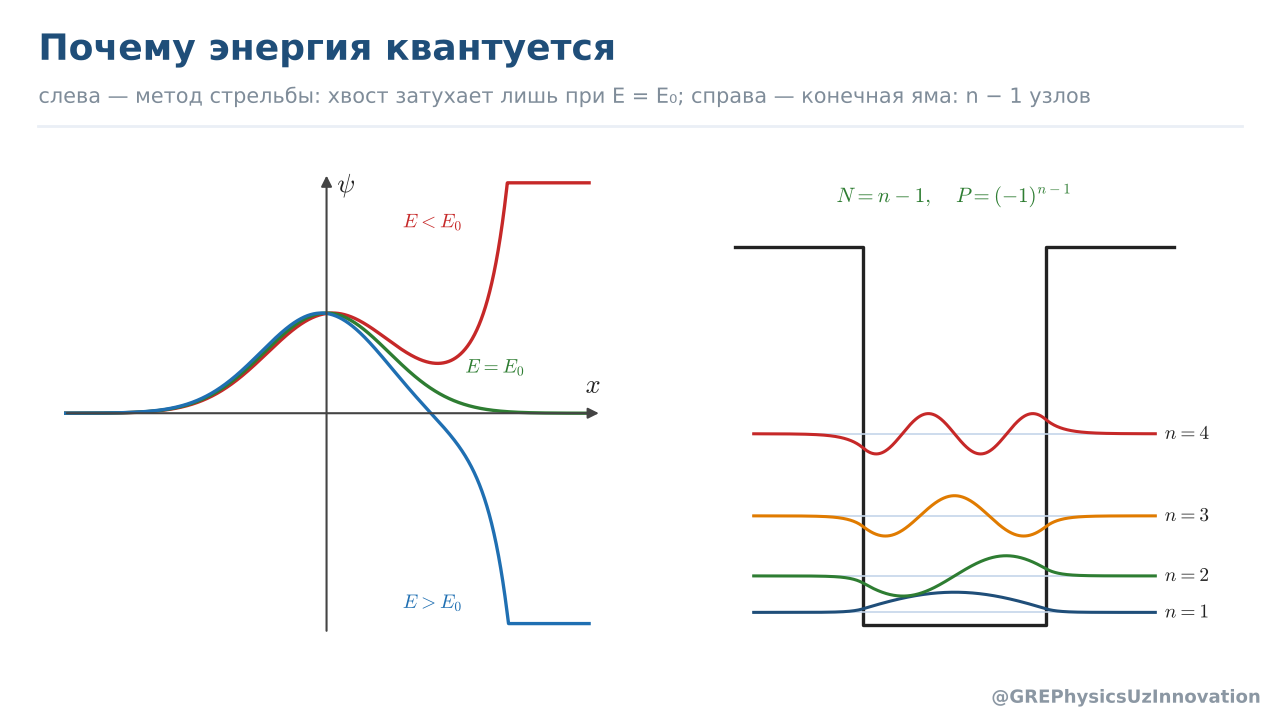 Почему энергия квантуется
слева — метод стрельбы: хвост затухает лишь при E = E₀; справа — конечная яма: n − 1 узлов
ψ
E < E₀
E = E₀
x
E > E₀
N = n − 1, P = (−1)ⁿ⁻¹
n = 4
n = 3
n = 2
n = 1
@GREPhysicsUzInnovation